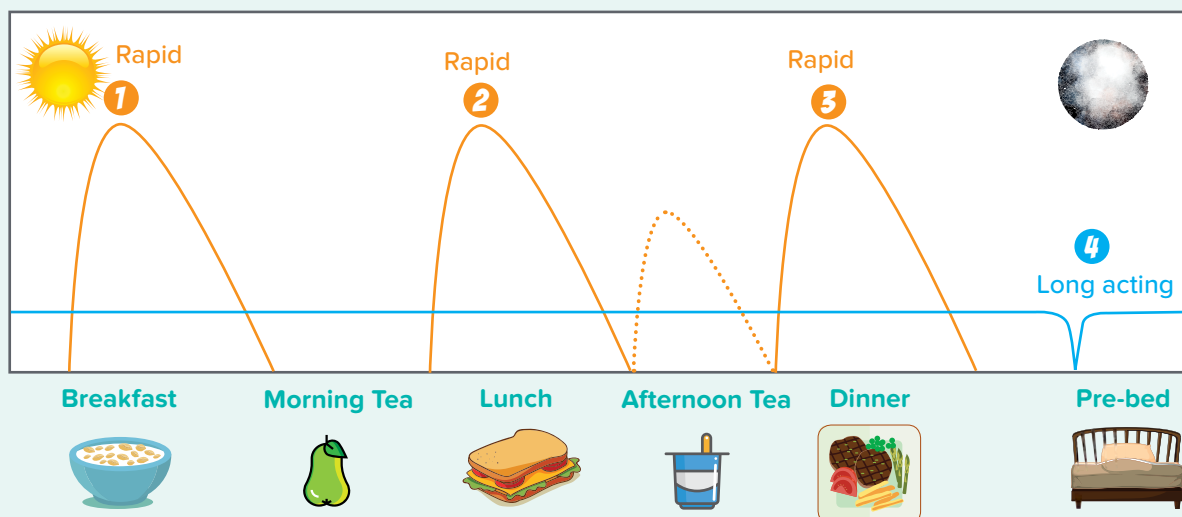 Rapid
1
Rapid
2
Rapid
3
4
Long acting
Breakfast
Morning Tea
Lunch
Afternoon Tea
Dinner
Pre-bed